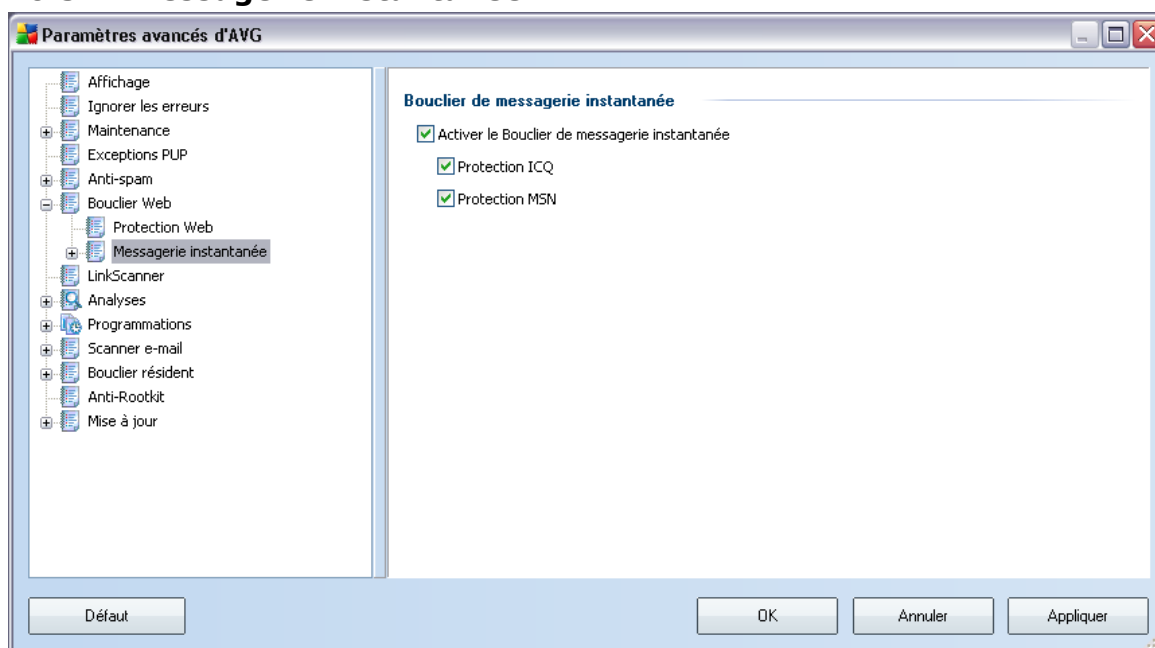 Paramètres avancés d'AVG
Affichage
Ignorer les erreurs
Maintenance
Exceptions PUP
Anti-spam
Bouclier Web
Protection Web
Messagerie instantanée
LinkScanner
Analyses
Programmations
Scanner e-mail
Bouclier résident
Anti-Rootkit
Mise à jour
Bouclier de messagerie instantanée
Activer le Bouclier de messagerie instantanée
Protection ICQ
Protection MSN
Défaut
OK
Annuler
Appliquer